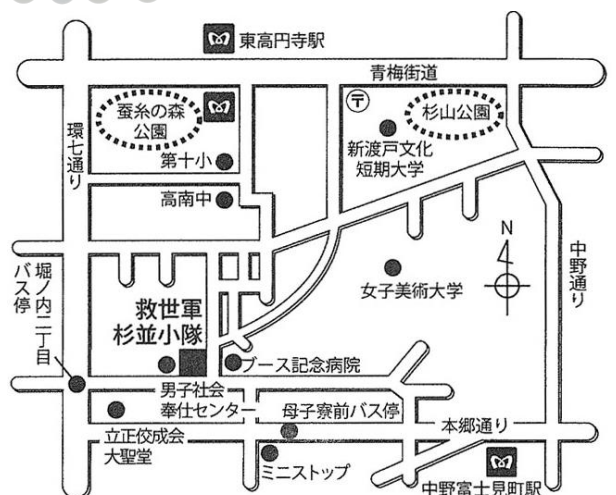 東高円寺駅
青梅街道
蚕糸の森
公園
〒
杉山公園
新渡戸文化
短期大学
第十小
高南中
環七通り
N
中野通り
堀ノ内二丁目
バス停
女子美術大学
救世軍
杉並小隊
ブース記念病院
男子社会
奉仕センター
母子寮前バス停
本郷通り
立正佼成会
大聖堂
ミニストップ
中野富士見町駅